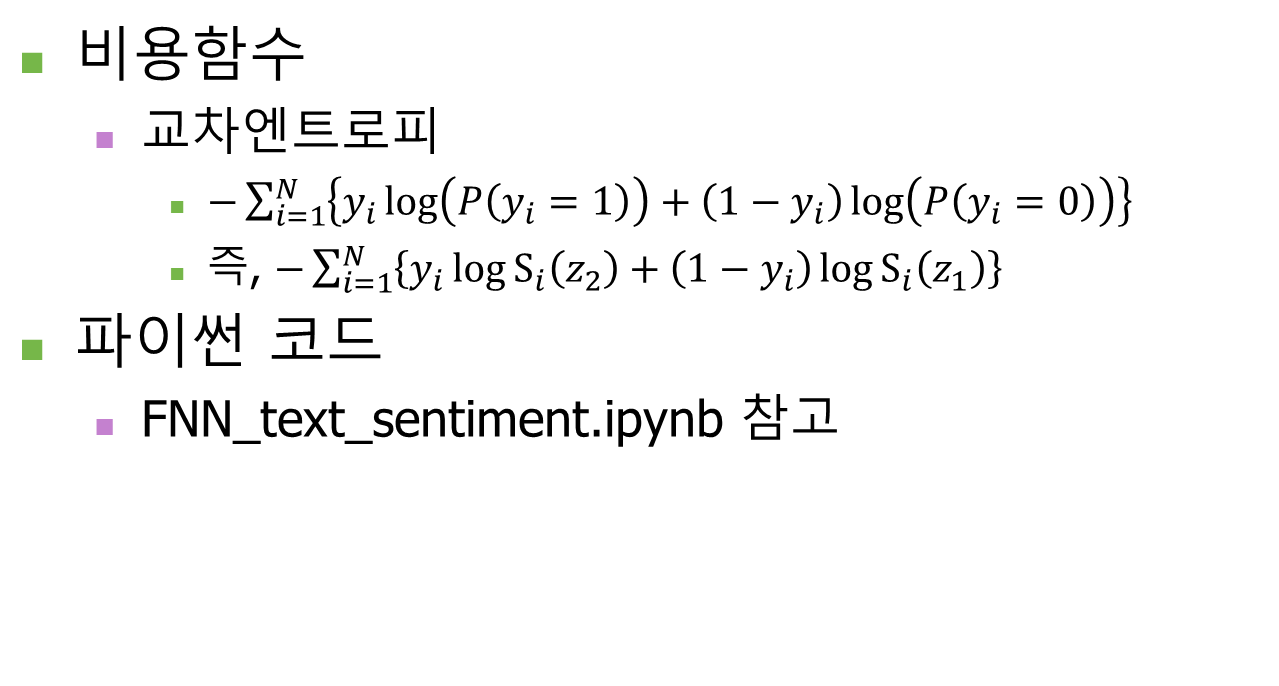 비용함수
교차엔트로피
−∑_{i=1}^{N}{y_i log(P(y_i = 1)) + (1 − y_i) log(P(y_i = 0))}
즉, −∑_{i=1}^{N}{y_i log S_i(z_2) + (1 − y_i) log S_i(z_1)}
파이썬 코드
FNN_text_sentiment.ipynb 참고